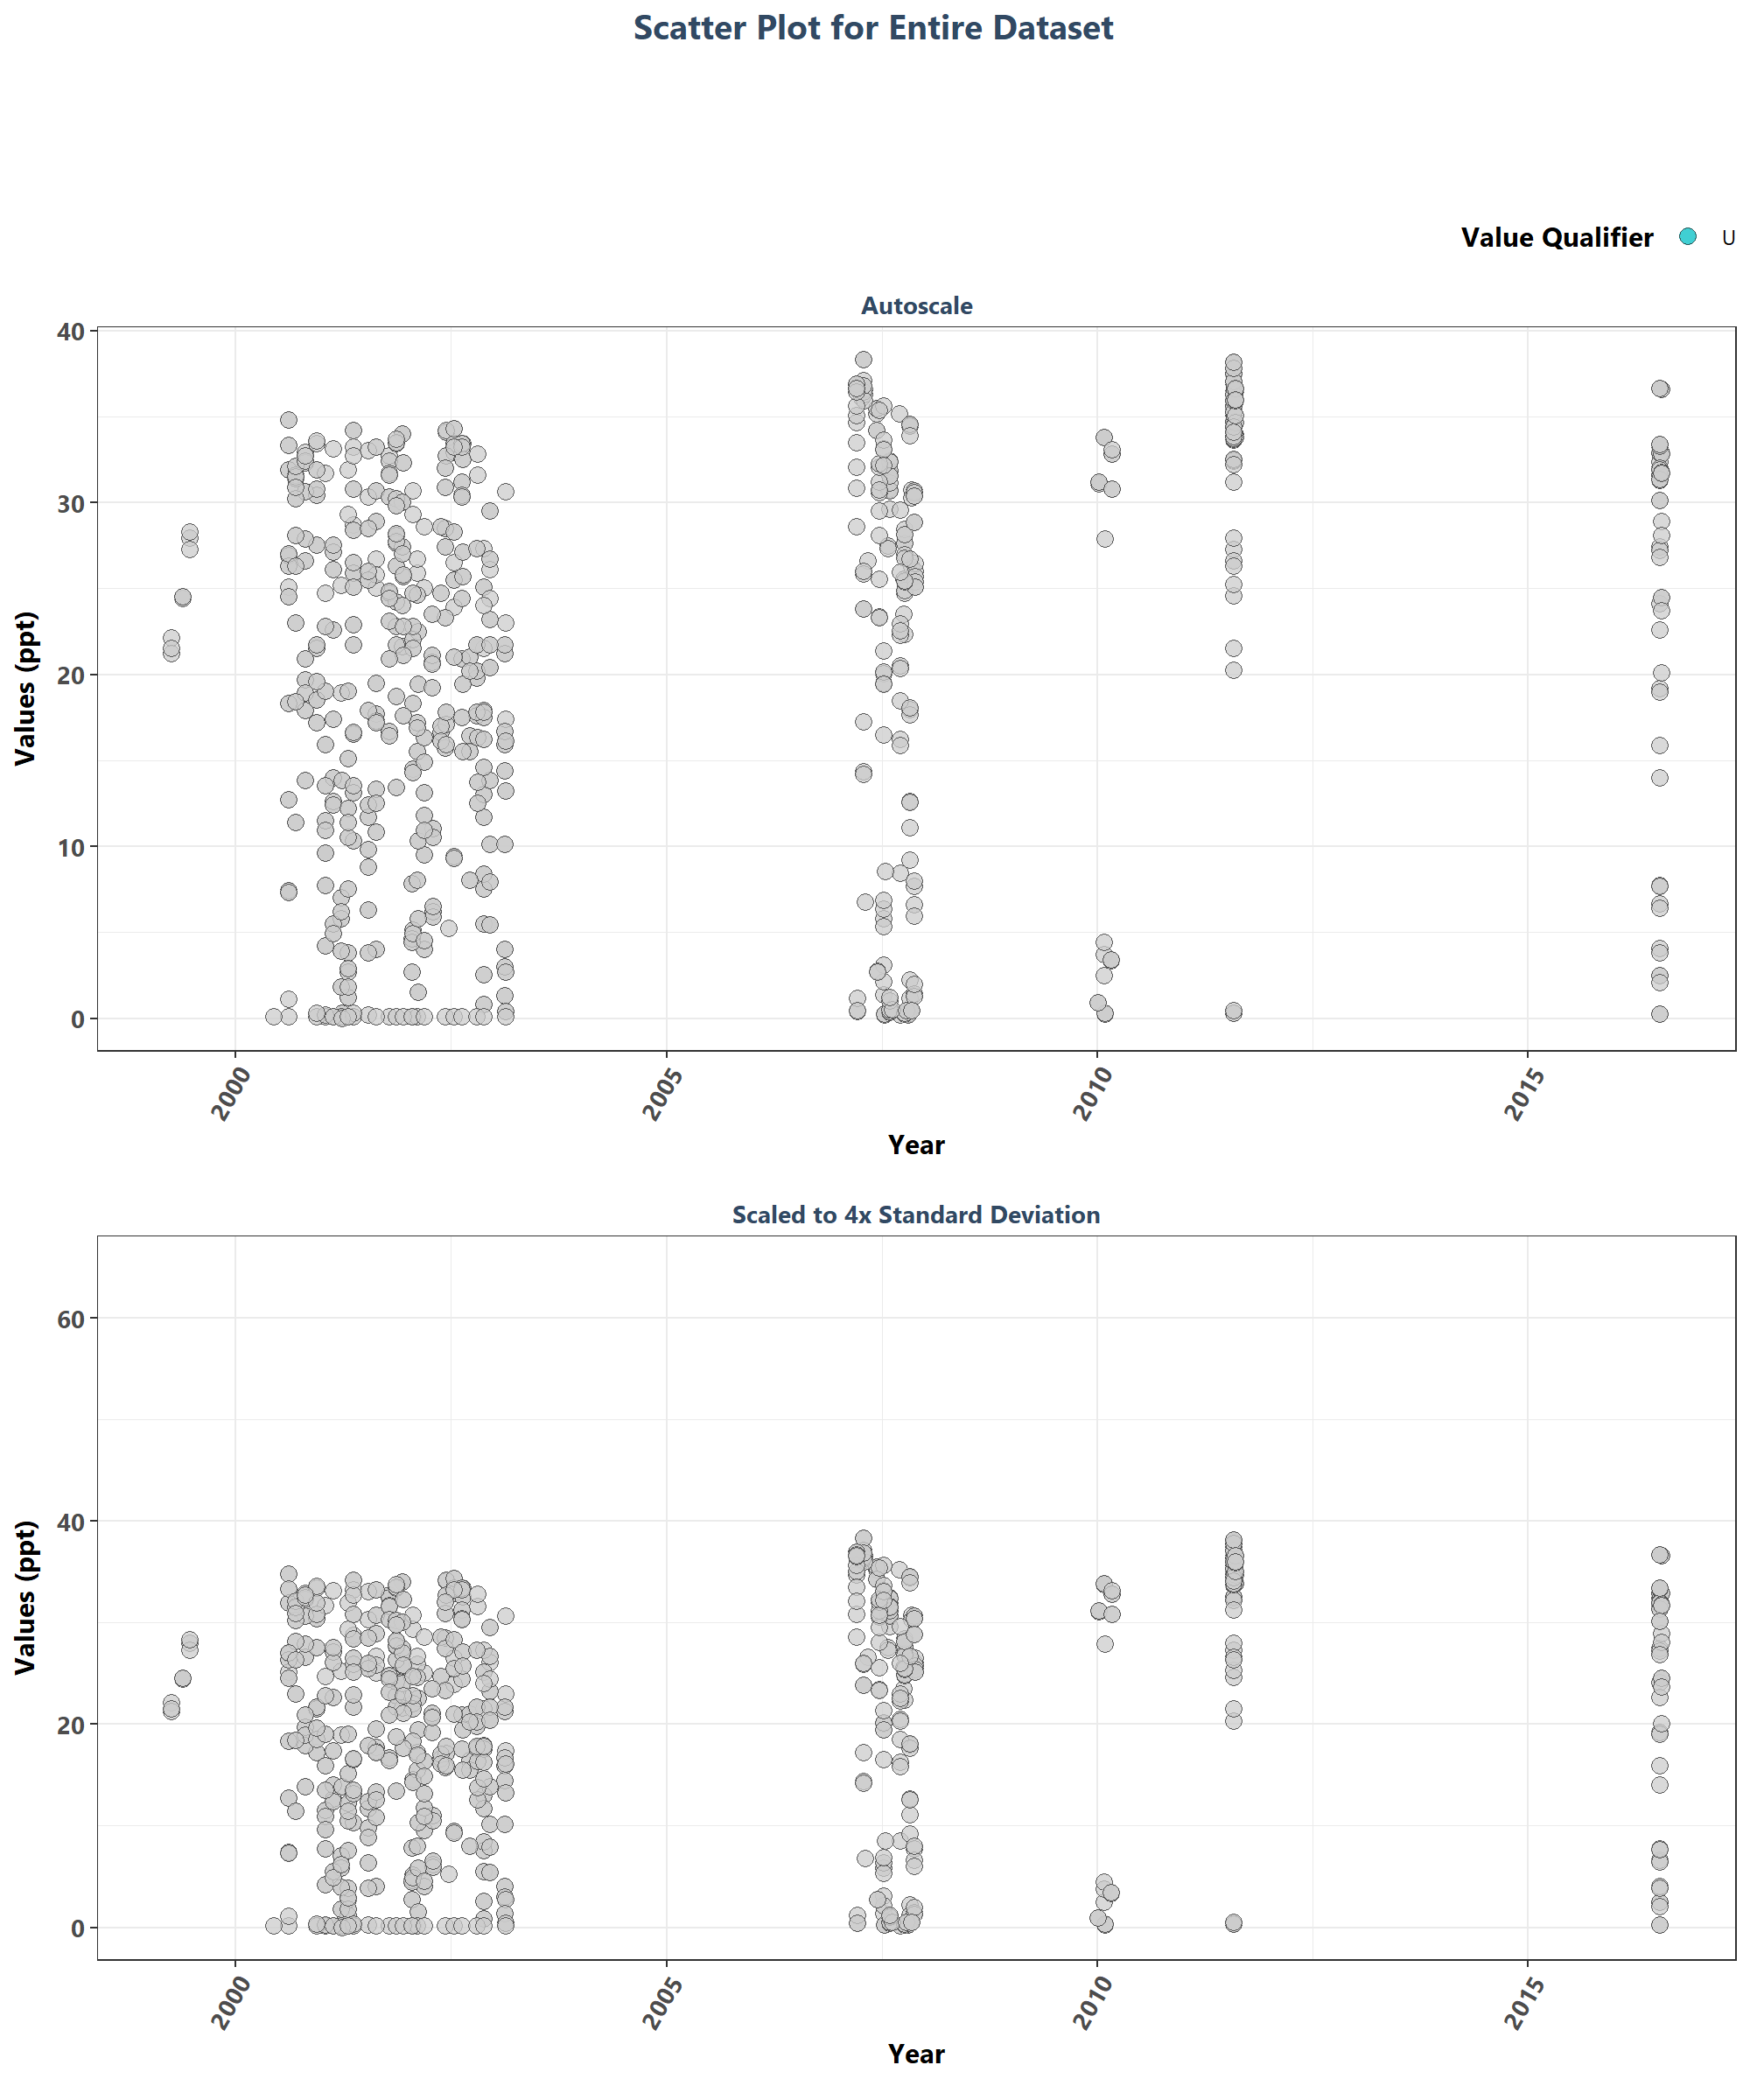 Scatter Plot for Entire Dataset
Value Qualifier U
Autoscale
40
30
20
10
0
Values (ppt)
2000 2005 2010 2015
Year
Scaled to 4x Standard Deviation
60
40
20
0
Values (ppt)
2000 2005 2010 2015
Year